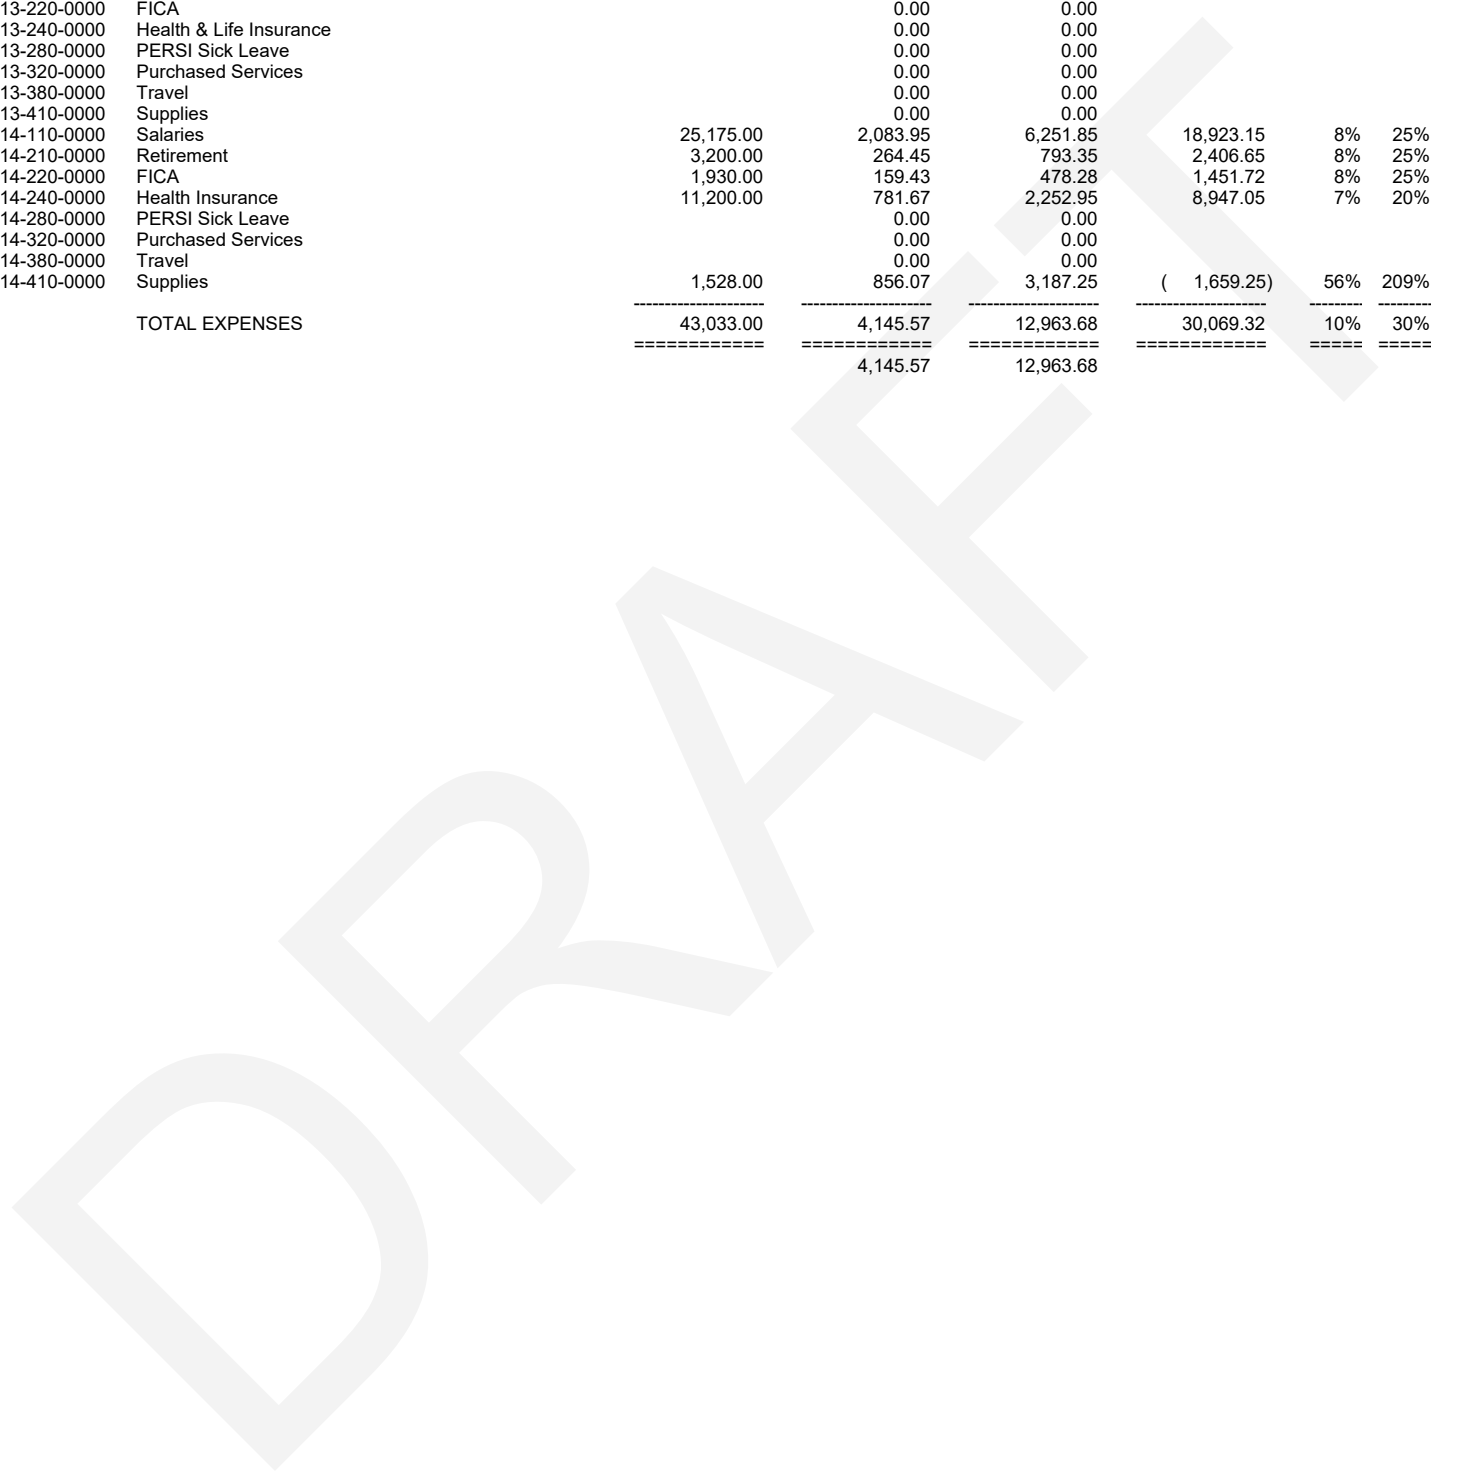 13-220-0000 FICA 0.00 0.00
13-240-0000 Health & Life Insurance 0.00 0.00
13-280-0000 PERSI Sick Leave 0.00 0.00
13-320-0000 Purchased Services 0.00 0.00
13-380-0000 Travel 0.00 0.00
13-410-0000 Supplies 0.00 0.00
14-110-0000 Salaries 25,175.00 2,083.95 6,251.85 18,923.15 8% 25%
14-210-0000 Retirement 3,200.00 264.45 793.35 2,406.65 8% 25%
14-220-0000 FICA 1,930.00 159.43 478.28 1,451.72 8% 25%
14-240-0000 Health Insurance 11,200.00 781.67 2,252.95 8,947.05 7% 20%
14-280-0000 PERSI Sick Leave 0.00 0.00
14-320-0000 Purchased Services 0.00 0.00
14-380-0000 Travel 0.00 0.00
14-410-0000 Supplies 1,528.00 856.07 3,187.25 ( 1,659.25) 56% 209%
--------------------- --------------------- --------------------- --------------------- --------- ---------
TOTAL EXPENSES 43,033.00 4,145.57 12,963.68 30,069.32 10% 30%
============ ============ ============ ============ ===== =====
4,145.57 12,963.68
DRAFT